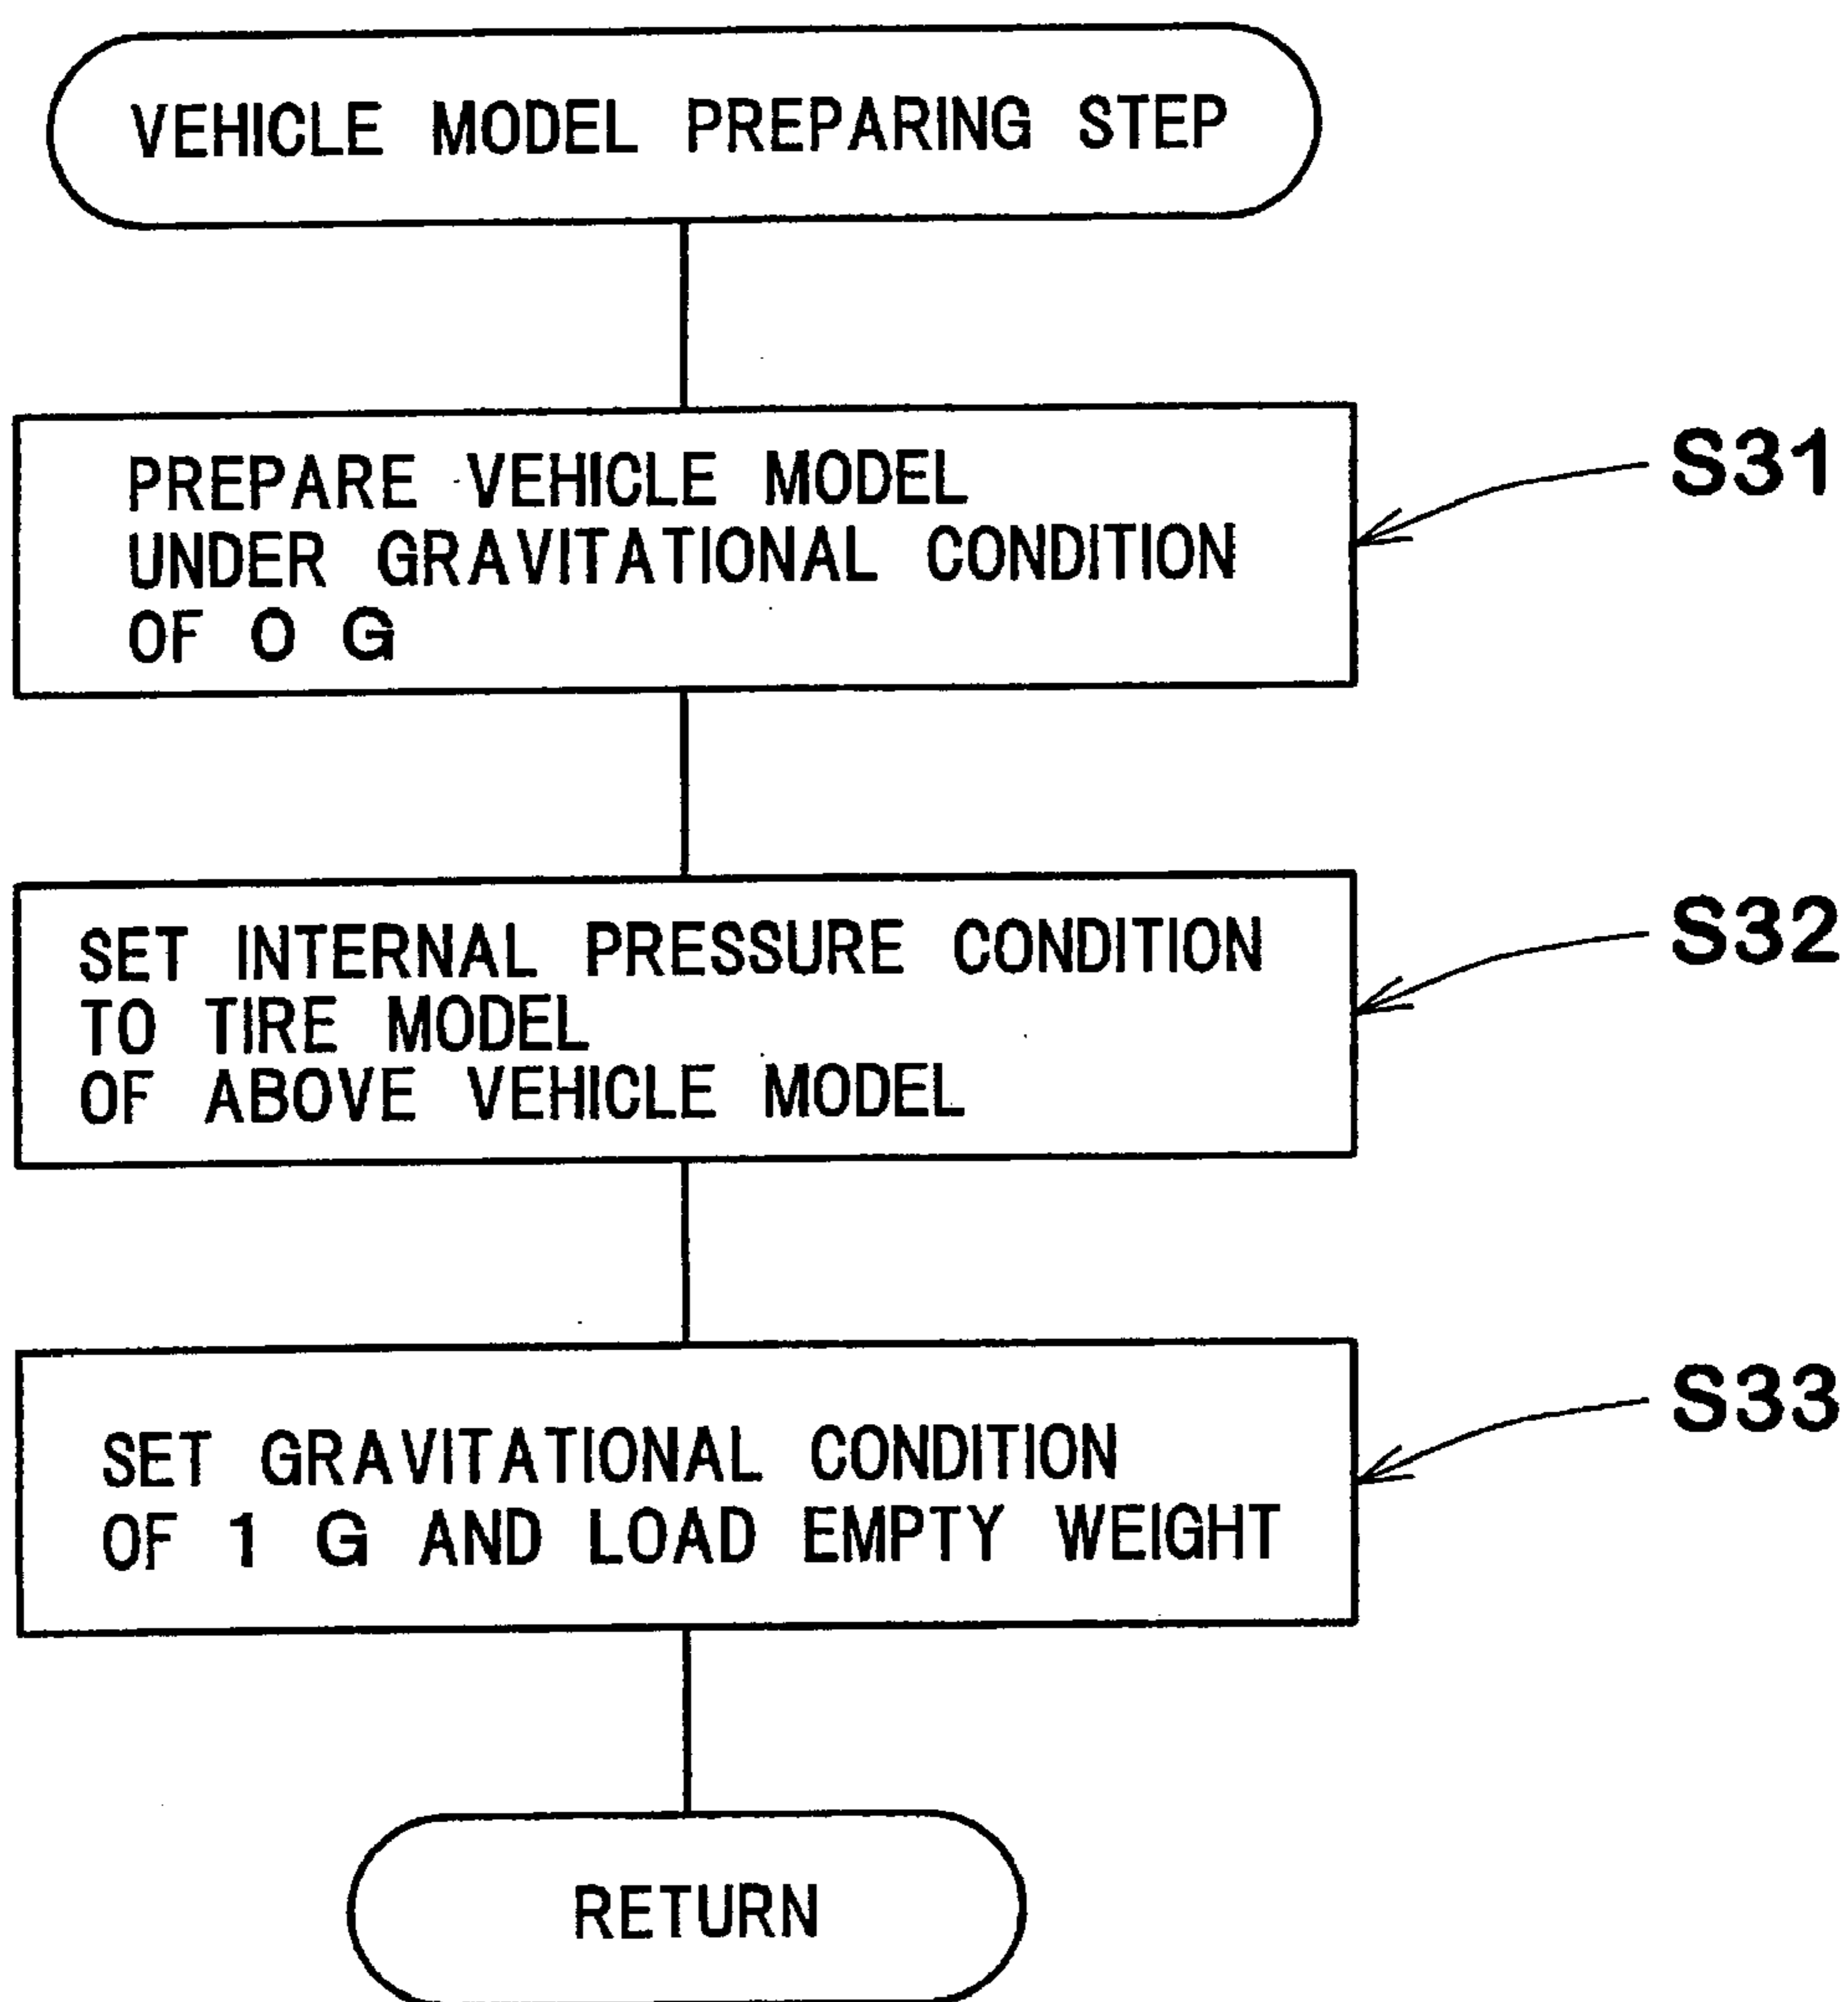 VEHICLE MODEL PREPARING STEP
PREPARE VEHICLE MODEL
UNDER GRAVITATIONAL CONDITION
OF 0 G
S31
SET INTERNAL PRESSURE CONDITION
TO TIRE MODEL
OF ABOVE VEHICLE MODEL
S32
SET GRAVITATIONAL CONDITION
OF 1 G AND LOAD EMPTY WEIGHT
S33
RETURN